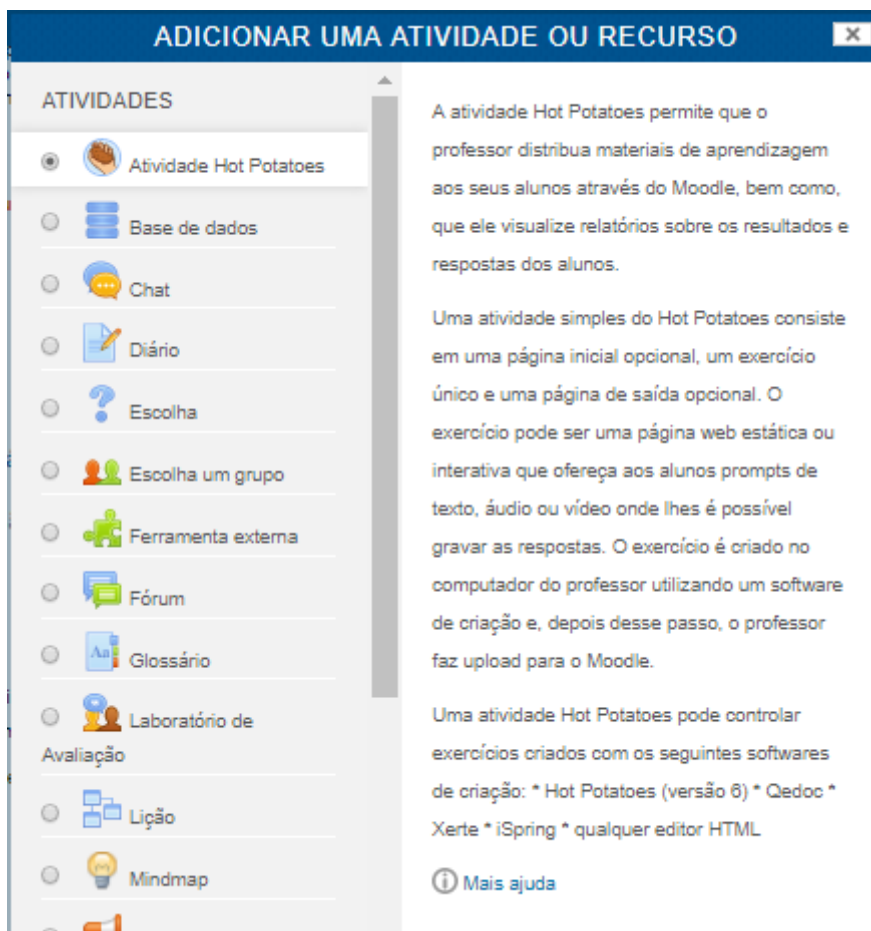 ADICIONAR UMA ATIVIDADE OU RECURSO
ATIVIDADES
Atividade Hot Potatoes
Base de dados
Chat
Diário
Escolha
Escolha um grupo
Ferramenta externa
Fórum
Glossário
Laboratório de
Avaliação
Lição
Mindmap
A atividade Hot Potatoes permite que o
professor distribua materiais de aprendizagem
aos seus alunos através do Moodle, bem como,
que ele visualize relatórios sobre os resultados e
respostas dos alunos.
Uma atividade simples do Hot Potatoes consiste
em uma página inicial opcional, um exercício
único e uma página de saída opcional. O
exercício pode ser uma página web estática ou
interativa que ofereça aos alunos prompts de
texto, áudio ou vídeo onde lhes é possível
gravar as respostas. O exercício é criado no
computador do professor utilizando um software
de criação e, depois desse passo, o professor
faz upload para o Moodle.
Uma atividade Hot Potatoes pode controlar
exercícios criados com os seguintes softwares
de criação: * Hot Potatoes (versão 6) * Qedoc *
Xerte * iSpring * qualquer editor HTML
Mais ajuda